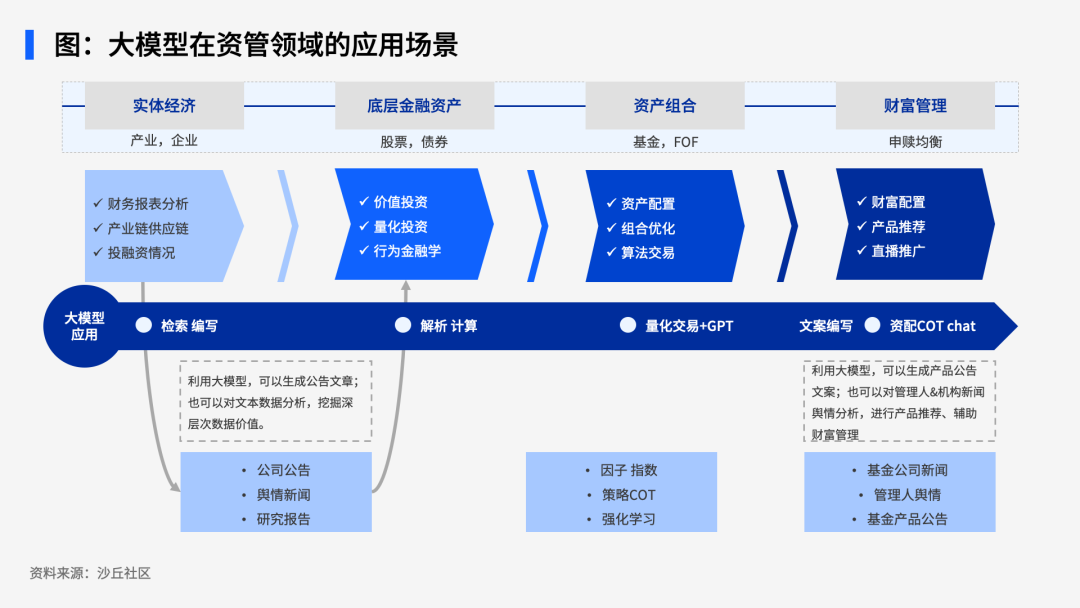 图：大模型在资管领域的应用场景
实体经济
底层金融资产
资产组合
财富管理
产业，企业
股票，债券
基金，FOF
申赎均衡
✓ 财务报表分析
✓ 产业链供应链
✓ 投融资情况
✓ 价值投资
✓ 量化投资
✓ 行为金融学
✓ 资产配置
✓ 组合优化
✓ 算法交易
✓ 财富配置
✓ 产品推荐
✓ 直播推广
大模型
应用
检索 编写
解析 计算
量化交易+GPT
文案编写
资配COT chat
利用大模型，可以生成公告文章；
也可以对文本数据分析，挖掘深
层次数据价值。
利用大模型，可以生成产品公告
文案；也可以对管理人&机构新闻
舆情分析，进行产品推荐、辅助
财富管理
• 公司公告
• 舆情新闻
• 研究报告
• 因子 指数
• 策略COT
• 强化学习
• 基金公司新闻
• 管理人舆情
• 基金产品公告
资料来源：沙丘社区